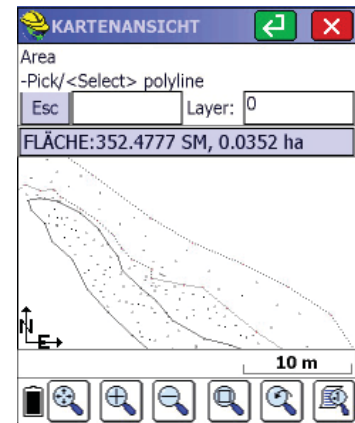 KARTENANSICHT
Area
-Pick/<Select> polyline
Esc Layer: 0
FLÄCHE:352.4777 SM, 0.0352 ha
N
E
10 m